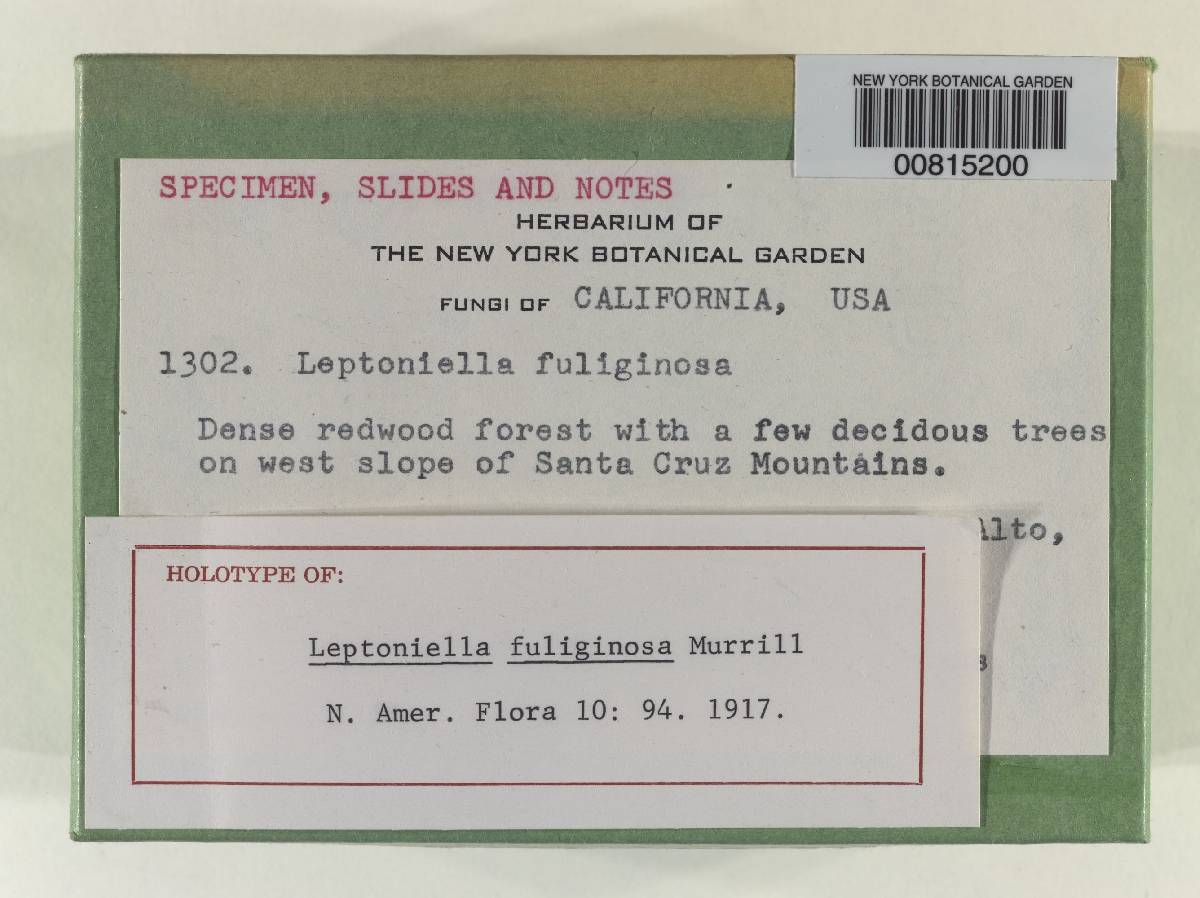 NEW YORK BOTANICAL GARDEN
00815200
SPECIMEN, SLIDES AND NOTES
HERBARIUM OF
THE NEW YORK BOTANICAL GARDEN
FUNGI OF CALIFORNIA, USA
1302. Leptoniella fuliginosa
Dense redwood forest with a few decidous trees
on west slope of Santa Cruz Mountains.
Alto,
HOLOTYPE OF:
Leptoniella fuliginosa Murrill
N. Amer. Flora 10: 94. 1917.